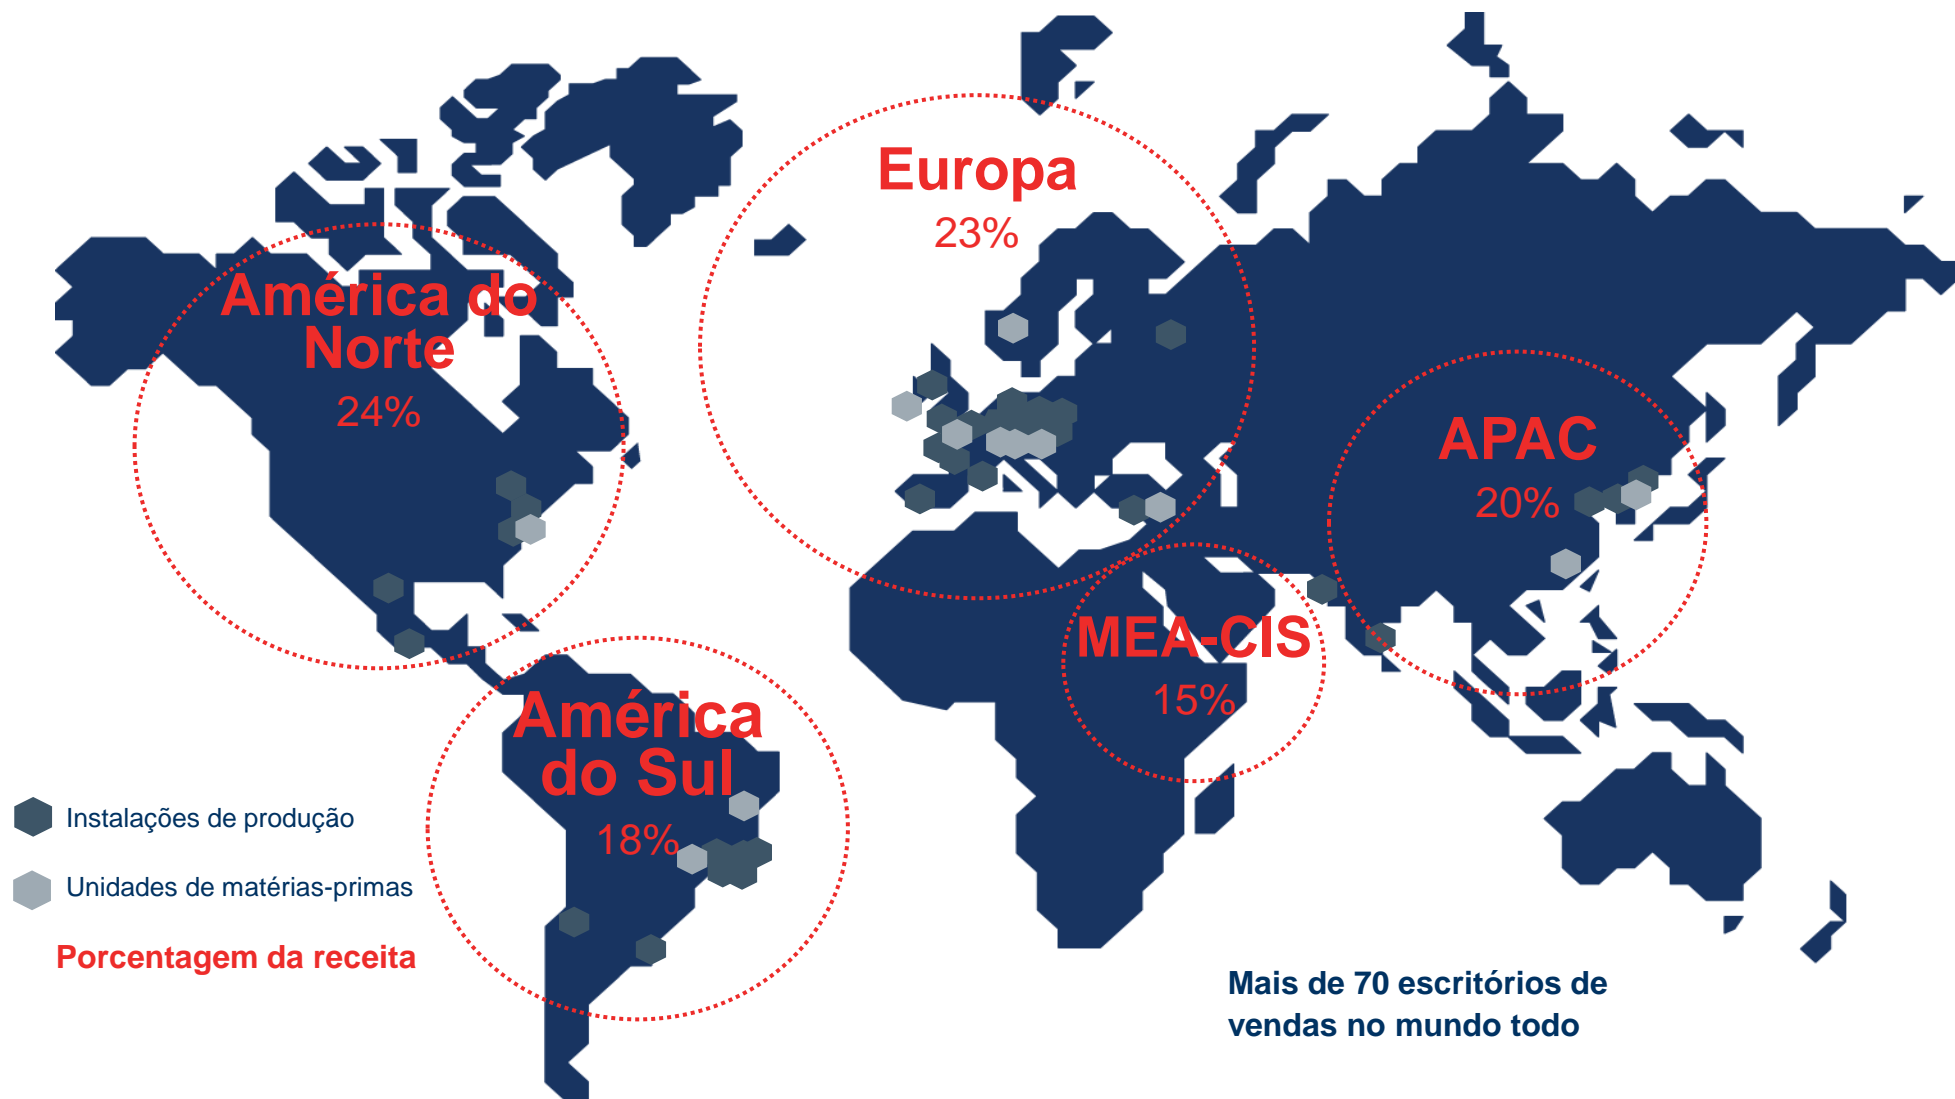 Europa
23%
América do
Norte
24%
APAC
20%
MEA-CIS
15%
América
do Sul
18%
Instalações de produção
Unidades de matérias-primas
Porcentagem da receita
Mais de 70 escritórios de
vendas no mundo todo